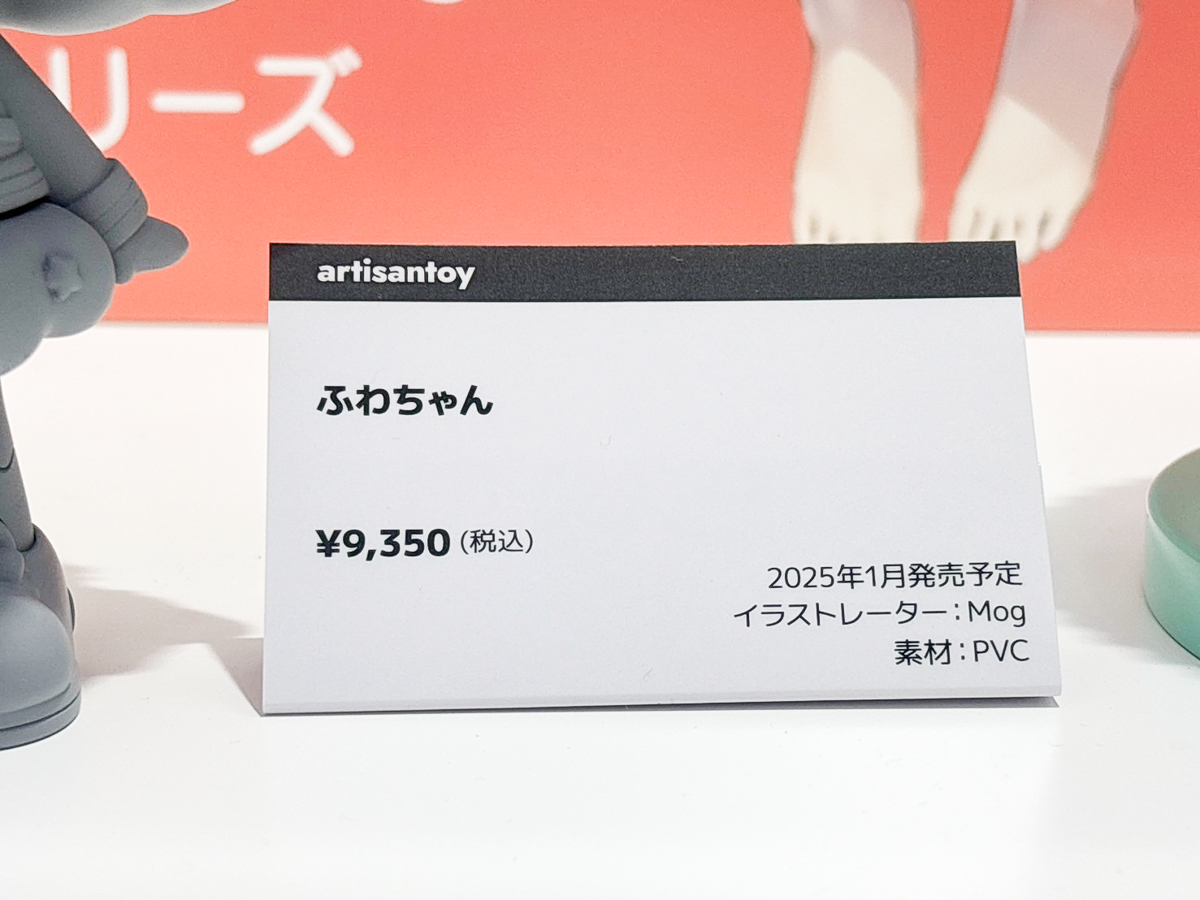 リーズ
artisantoy
ふわちゃん
¥9,350 (税込)
2025年1月発売予定
イラストレーター：Mog
素材：PVC